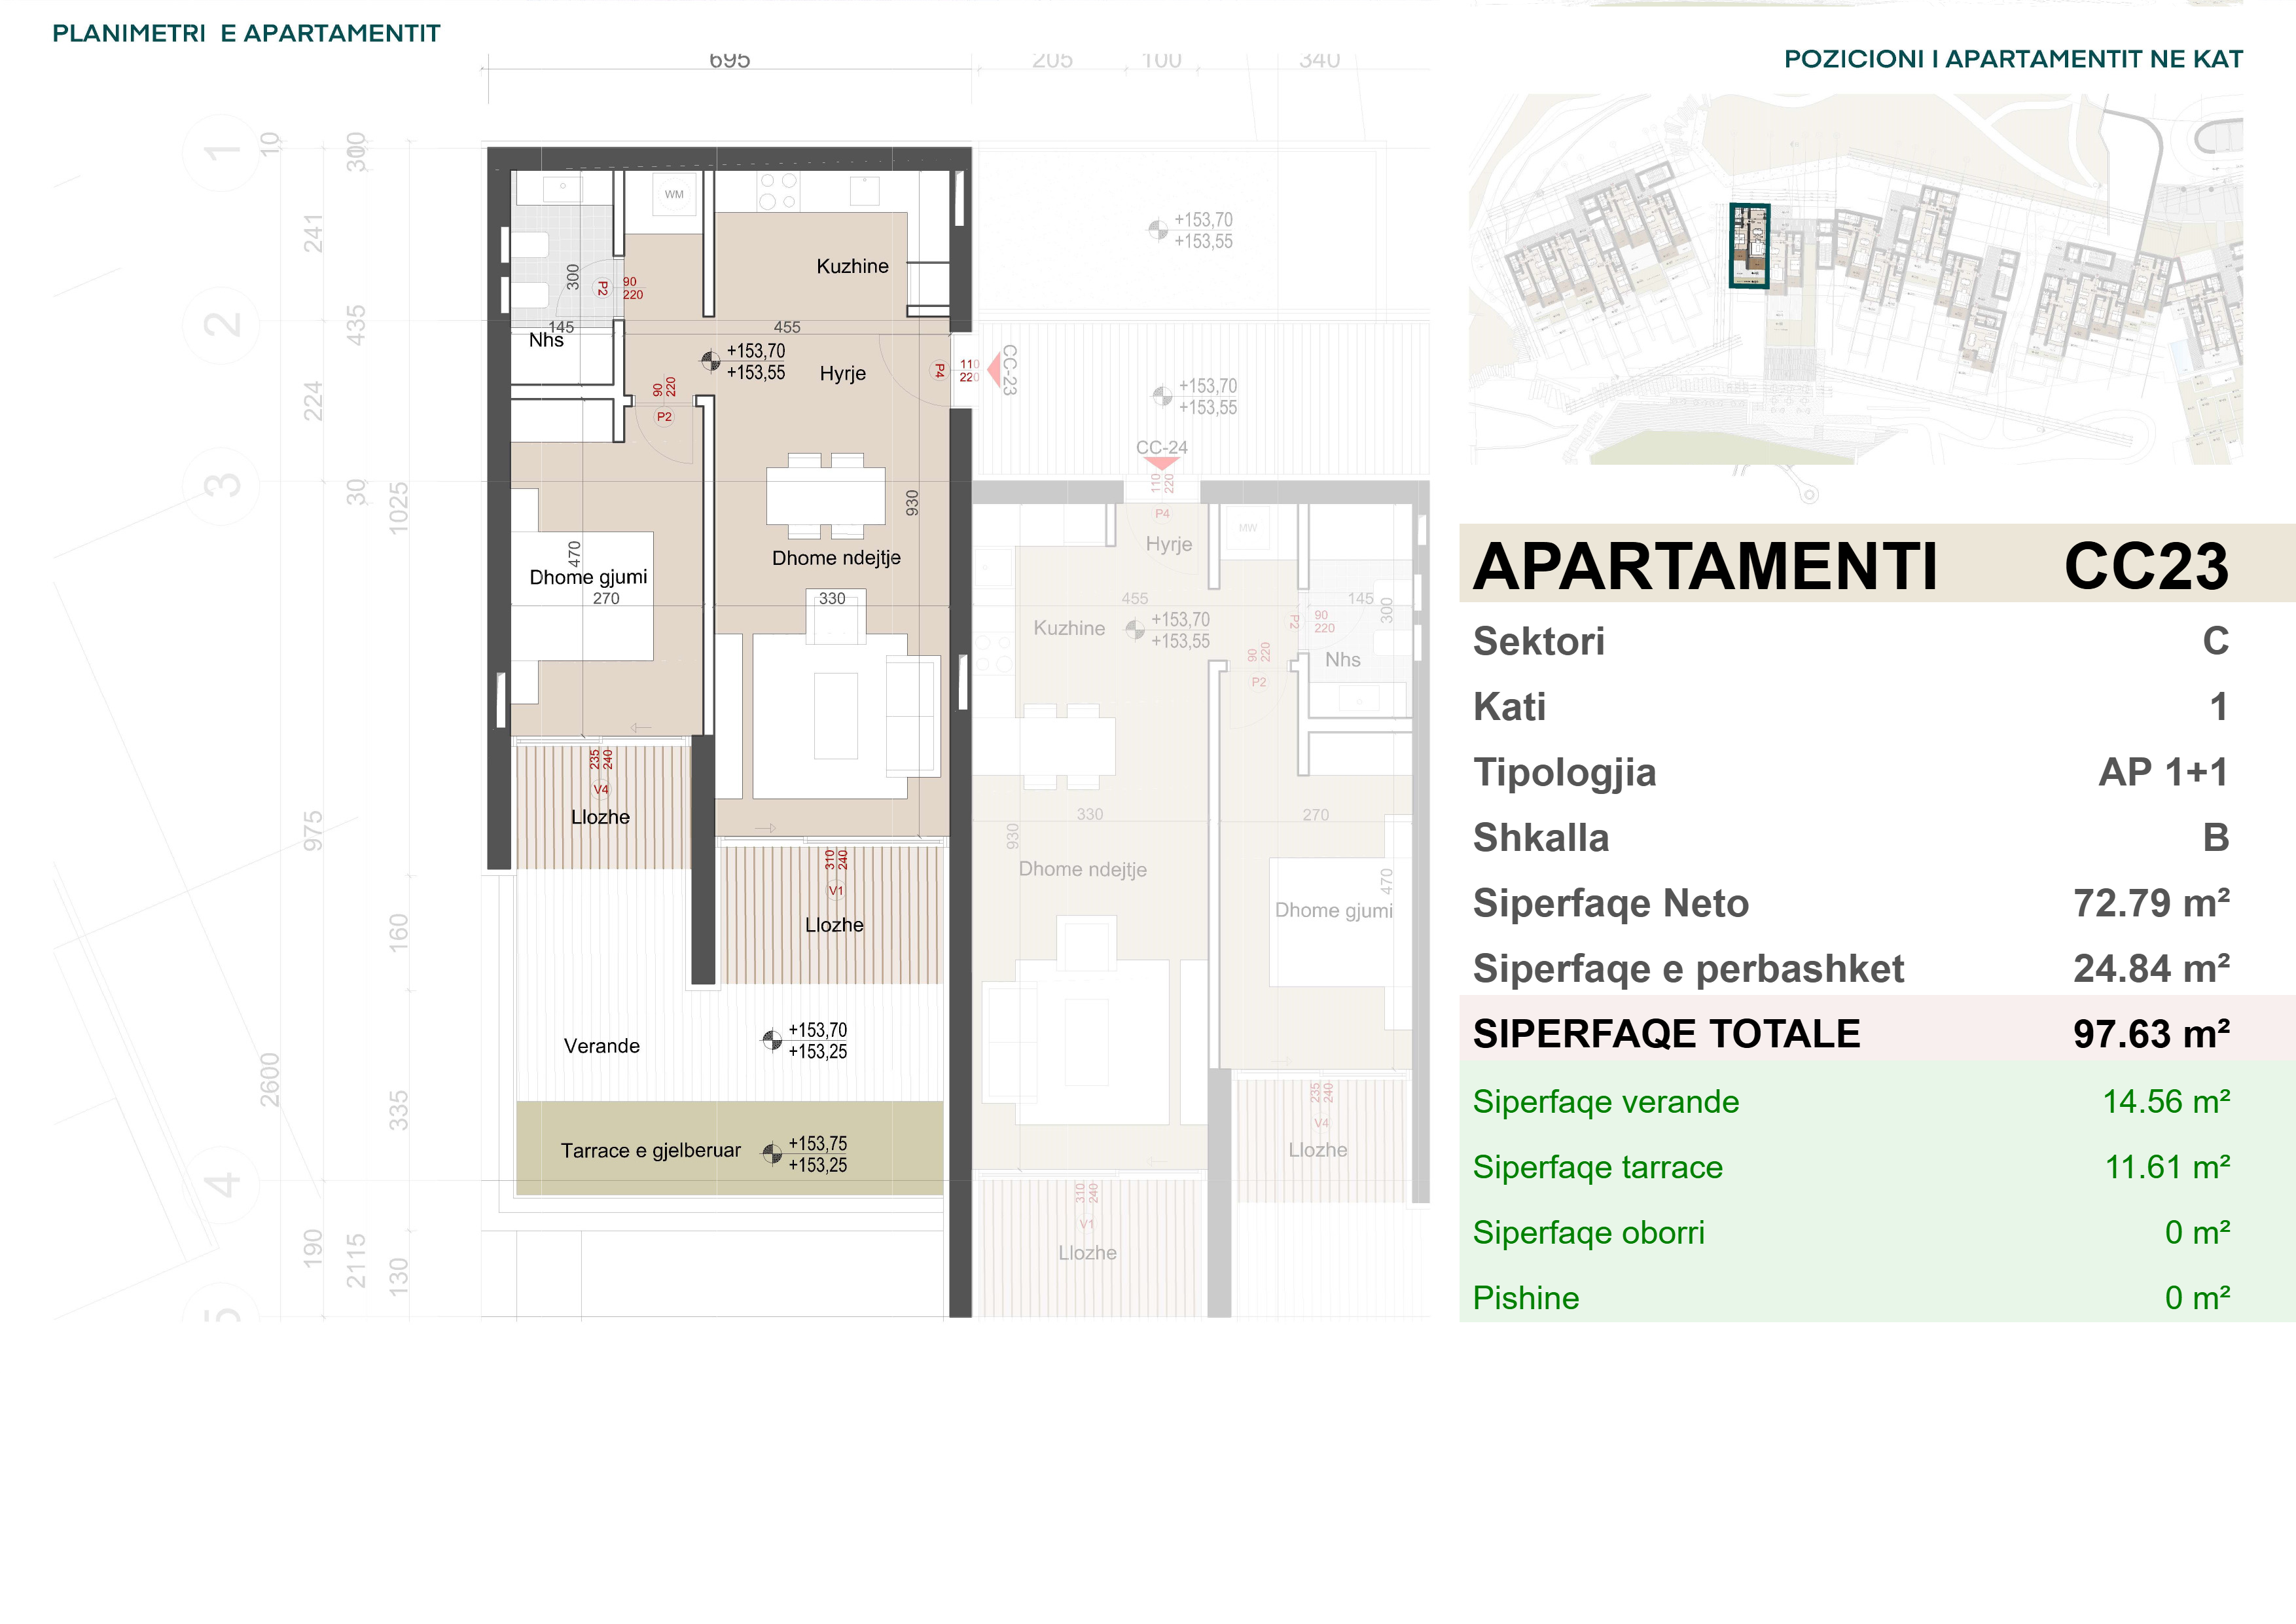 PLANIMETRI E APARTAMENTIT
POZICIONI I APARTAMENTIT NE KAT
695
205
100
340
1
2
3
4
5
10
300
241
435
224
30
1025
975
160
2600
335
190
2115
130
WM
Kuzhine
300
P2
90
220
145
455
Nhs
+153,70
+153,55
Hyrje
P4
110
220
CC-23
90
220
P2
930
470
Dhome ndejtje
Dhome gjumi
270
330
235
240
V4
Llozhe
310
240
V1
Llozhe
Verande
+153,70
+153,25
Tarrace e gjelberuar
+153,75
+153,25
+153,70
+153,55
+153,70
+153,55
CC-24
110
220
P4
Hyrje
MW
455
145
300
Kuzhine
+153,70
+153,55
P2
90
220
90
220
P2
Nhs
330
270
930
Dhome ndejtje
470
Dhome gjumi
235
240
V4
Llozhe
310
240
V1
Llozhe
APARTAMENTI CC23
Sektori C
Kati 1
Tipologjia AP 1+1
Shkalla B
Siperfaqe Neto 72.79 m²
Siperfaqe e perbashket 24.84 m²
SIPERFAQE TOTALE 97.63 m²
Siperfaqe verande 14.56 m²
Siperfaqe tarrace 11.61 m²
Siperfaqe oborri 0 m²
Pishine 0 m²